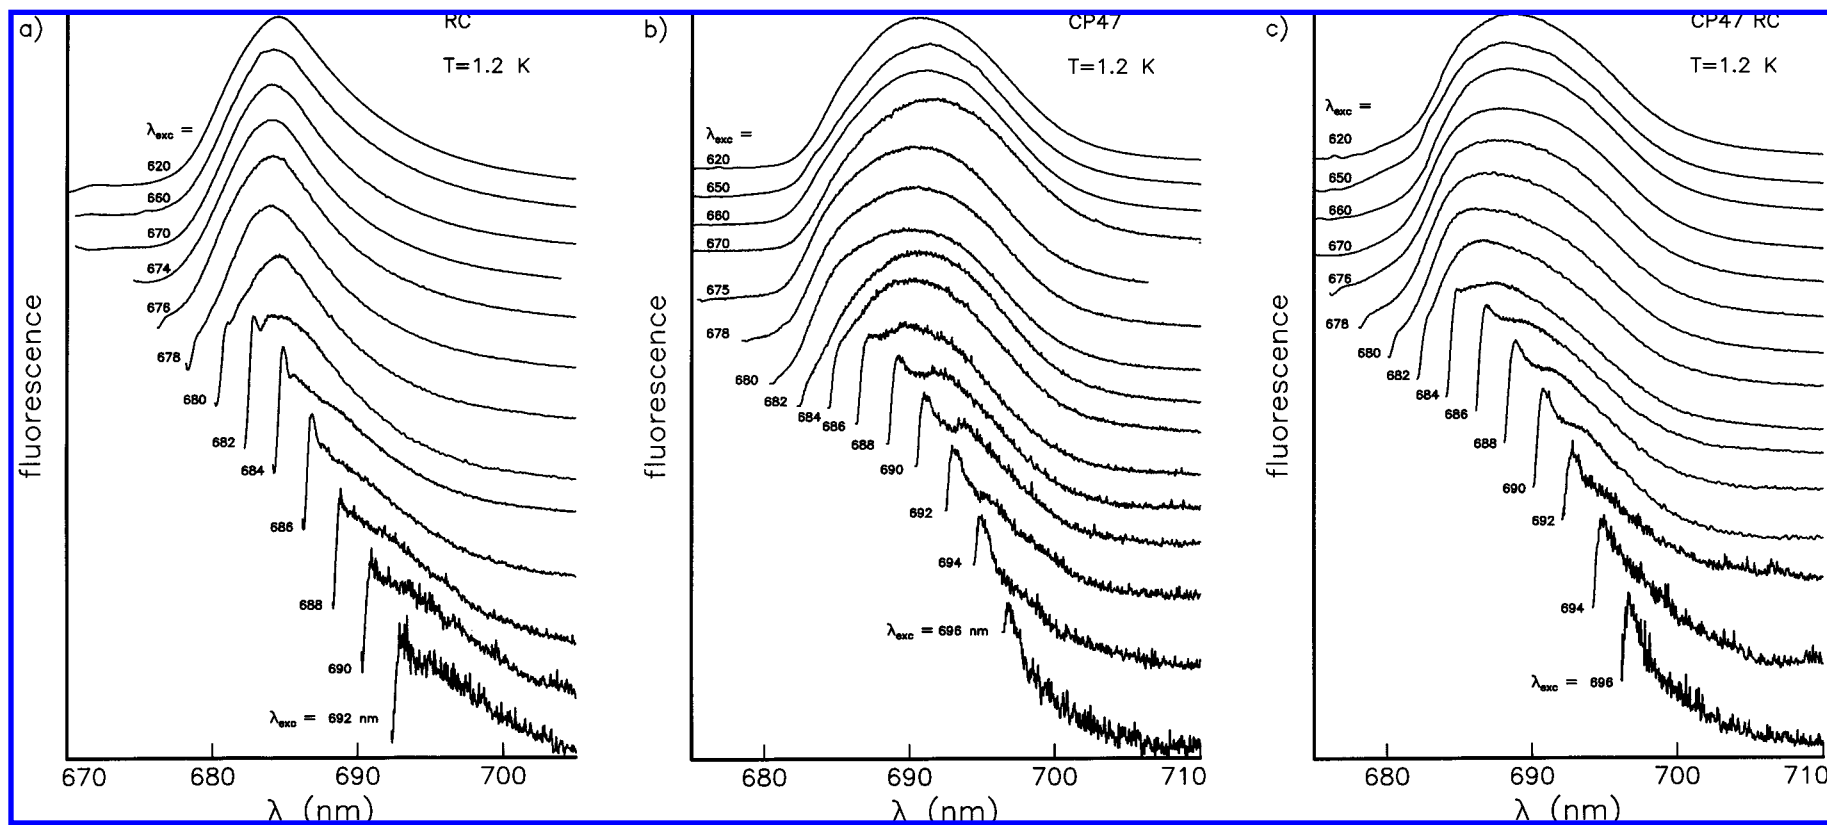 a)
RC
T=1.2 K
λexc =
620
660
670
674
676
678
680
682
684
686
688
690
λexc = 692 nm
fluorescence
670 680 690 700
λ (nm)
b)
CP47
T=1.2 K
λexc =
620
650
660
670
675
678
680
682
684
686
688
690
692
694
λexc = 696 nm
fluorescence
680 690 700 710
λ (nm)
c)
CP47 RC
T=1.2 K
λexc =
620
650
660
670
676
678
680
682
684
686
688
690
692
694
λexc = 696
fluorescence
680 690 700 710
λ (nm)